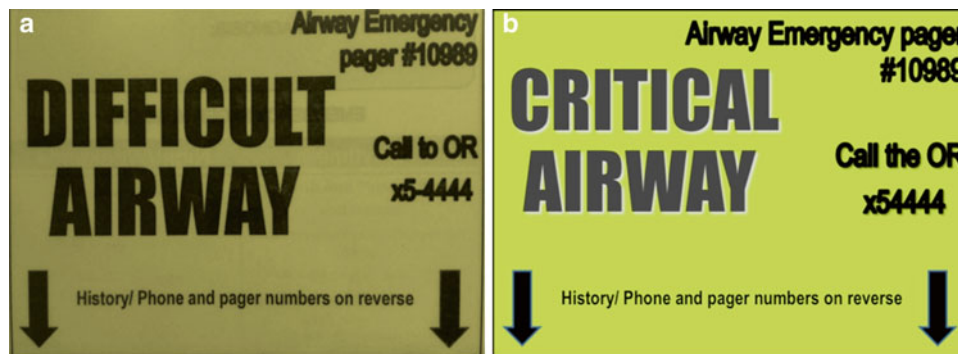 a
Airway Emergency
pager #10989
DIFFICULT
AIRWAY
Call to OR
x5-4444
History/ Phone and pager numbers on reverse
b
Airway Emergency pager
#10989
CRITICAL
AIRWAY
Call the OR
x54444
History/ Phone and pager numbers on reverse